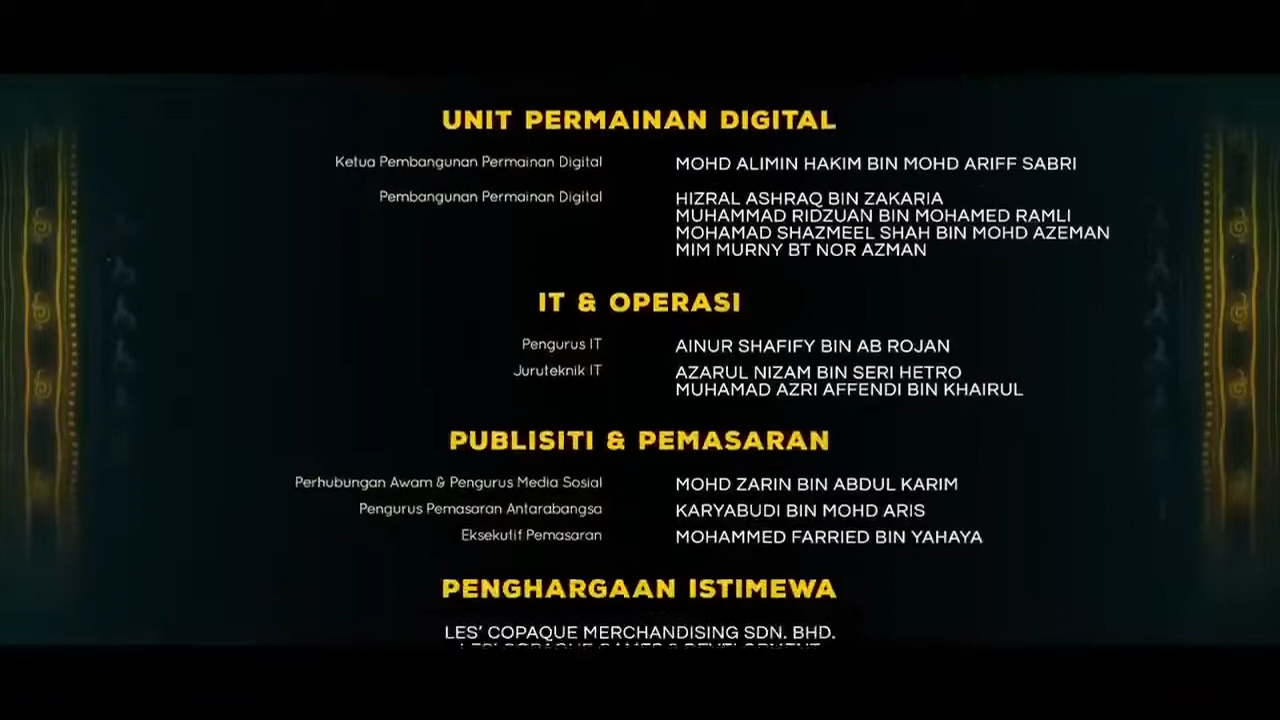 UNIT PERMAINAN DIGITAL
Ketua Pembangunan Permainan Digital MOHD ALIMIN HAKIM BIN MOHD ARIFF SABRI
Pembangunan Permainan Digital HIZRAL ASHRAQ BIN ZAKARIA
MUHAMMAD RIDZUAN BIN MOHAMED RAMLI
MOHAMAD SHAZMEEL SHAH BIN MOHD AZEMAN
MIM MURNY BT NOR AZMAN
IT & OPERASI
Pengurus IT AINUR SHAFIFY BIN AB ROJAN
Juruteknik IT AZARUL NIZAM BIN SERI HETRO
MUHAMAD AZRI AFFENDI BIN KHAIRUL
PUBLISITI & PEMASARAN
Perhubungan Awam & Pengurus Media Sosial MOHD ZARIN BIN ABDUL KARIM
Pengurus Pemasaran Antarabangsa KARYABUDI BIN MOHD ARIS
Eksekutif Pemasaran MOHAMMED FARRIED BIN YAHAYA
PENGHARGAAN ISTIMEWA
LES' COPAQUE MERCHANDISING SDN. BHD.